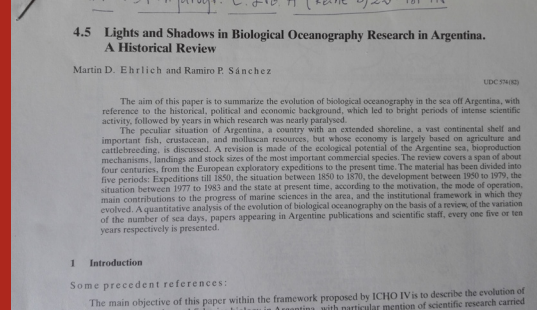 4.5 Lights and Shadows in Biological Oceanography Research in Argentina.
A Historical Review
Martin D. Ehrlich and Ramiro P. Sánchez
UDC
The aim of this paper is to summarize the evolution of biological oceanography in the sea off Argentina, with
reference to the historical, political and economic background, which led to bright periods of intense scientific
activity, followed by years in which research was nearly paralysed.
The peculiar situation of Argentina, a country with an extended shoreline, a vast continental shelf and
important fish, crustacean, and molluscan resources, but whose economy is largely based on agriculture and
cattlebreeding, is discussed. A revision is made of the ecological potential of the Argentine sea, bioproduction
mechanisms, landings and stock sizes of the most important commercial species. The review covers a span of about
four centuries, from the European exploratory expeditions to the present time. The material has been divided into
five periods: Expeditions till 1850, the situation between 1850 to 1870, the development between 1950 to 1979, the
situation between 1977 to 1983 and the state at present time, according to the motivation, the mode of operation,
main contributions to the progress of marine sciences in the area, and the institutional framework in which they
evolved. A quantitative analysis of the evolution of biological oceanography on the basis of a review, of the variation
of the number of sea days, papers appearing in Argentine publications and scientific staff, every one five or ten
years respectively is presented.
1 Introduction
Some precedent references:
The main objective of this paper within the framework proposed by ICHO IV is to describe the evolution of
in Argentina, with particular mention of scientific research carried